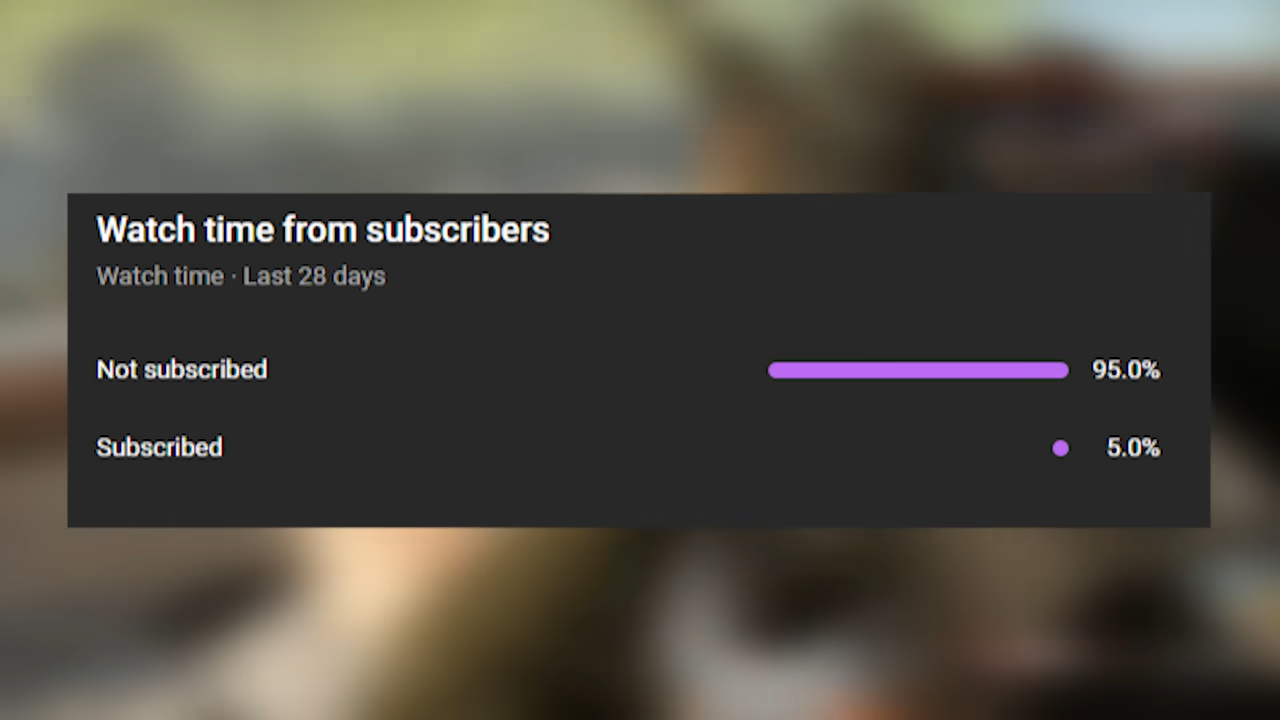 Watch time from subscribers
Watch time · Last 28 days
Not subscribed 95.0%
Subscribed 5.0%